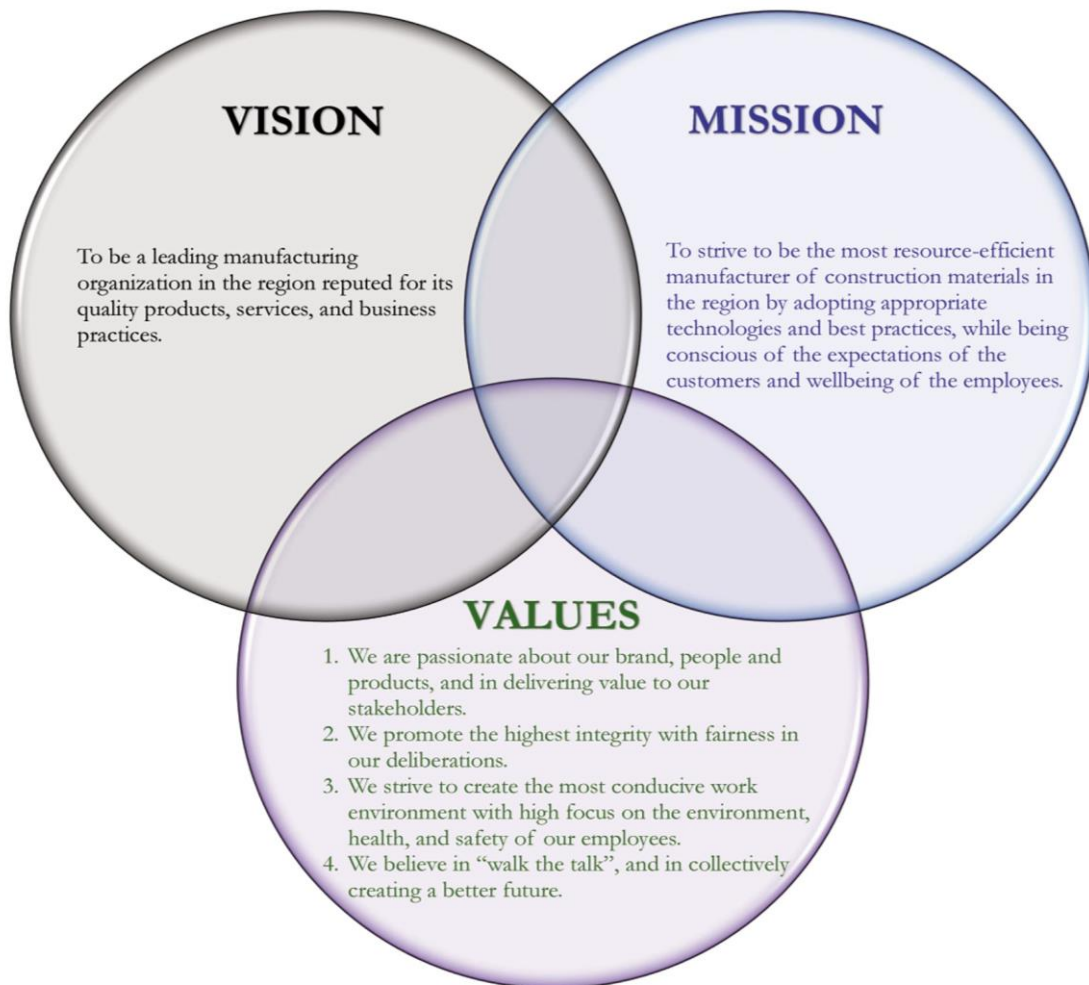 VISION
To be a leading manufacturing
organization in the region reputed for its
quality products, services, and business
practices.
MISSION
To strive to be the most resource-efficient
manufacturer of construction materials in
the region by adopting appropriate
technologies and best practices, while being
conscious of the expectations of the
customers and wellbeing of the employees.
VALUES
1. We are passionate about our brand, people and
products, and in delivering value to our
stakeholders.
2. We promote the highest integrity with fairness in
our deliberations.
3. We strive to create the most conducive work
environment with high focus on the environment,
health, and safety of our employees.
4. We believe in “walk the talk”, and in collectively
creating a better future.